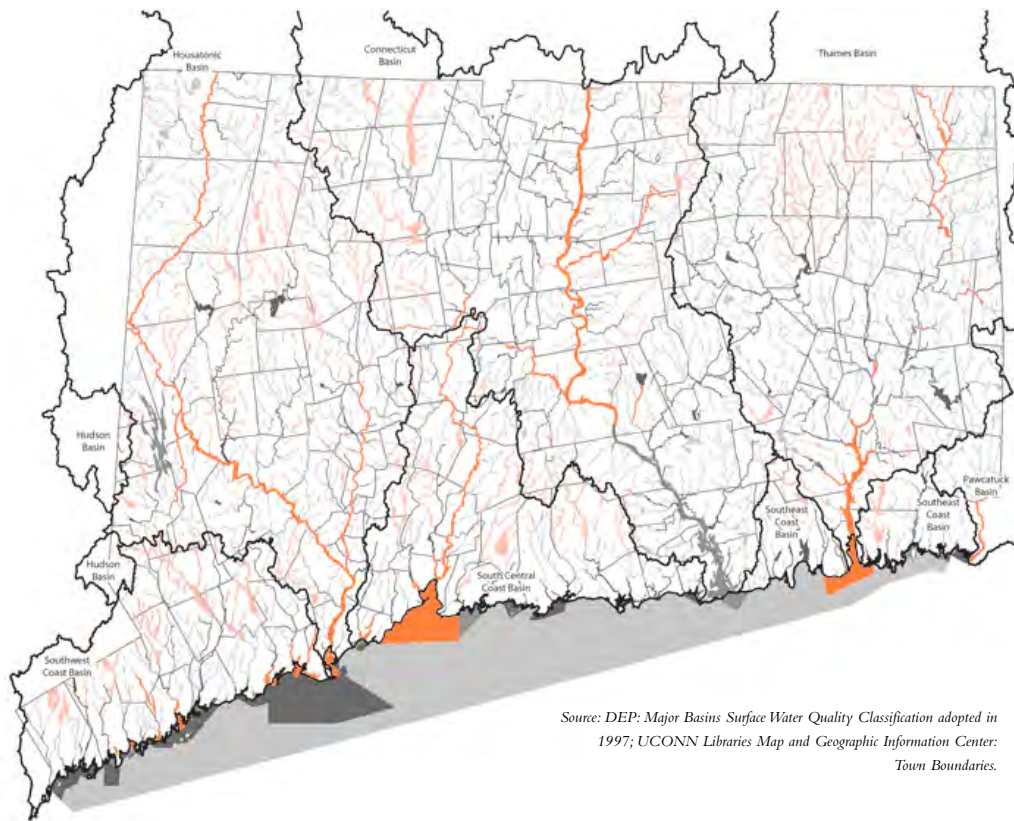 Housatonic
Basin
Connecticut
Basin
Thames Basin
Hudson
Basin
Hudson
Basin
Southwest
Coast Basin
South Central
Coast Basin
Southeast
Coast
Basin
Southeast
Coast
Basin
Pawcatuck
Basin
Source: DEP: Major Basins Surface Water Quality Classification adopted in
1997; UCONN Libraries Map and Geographic Information Center:
Town Boundaries.